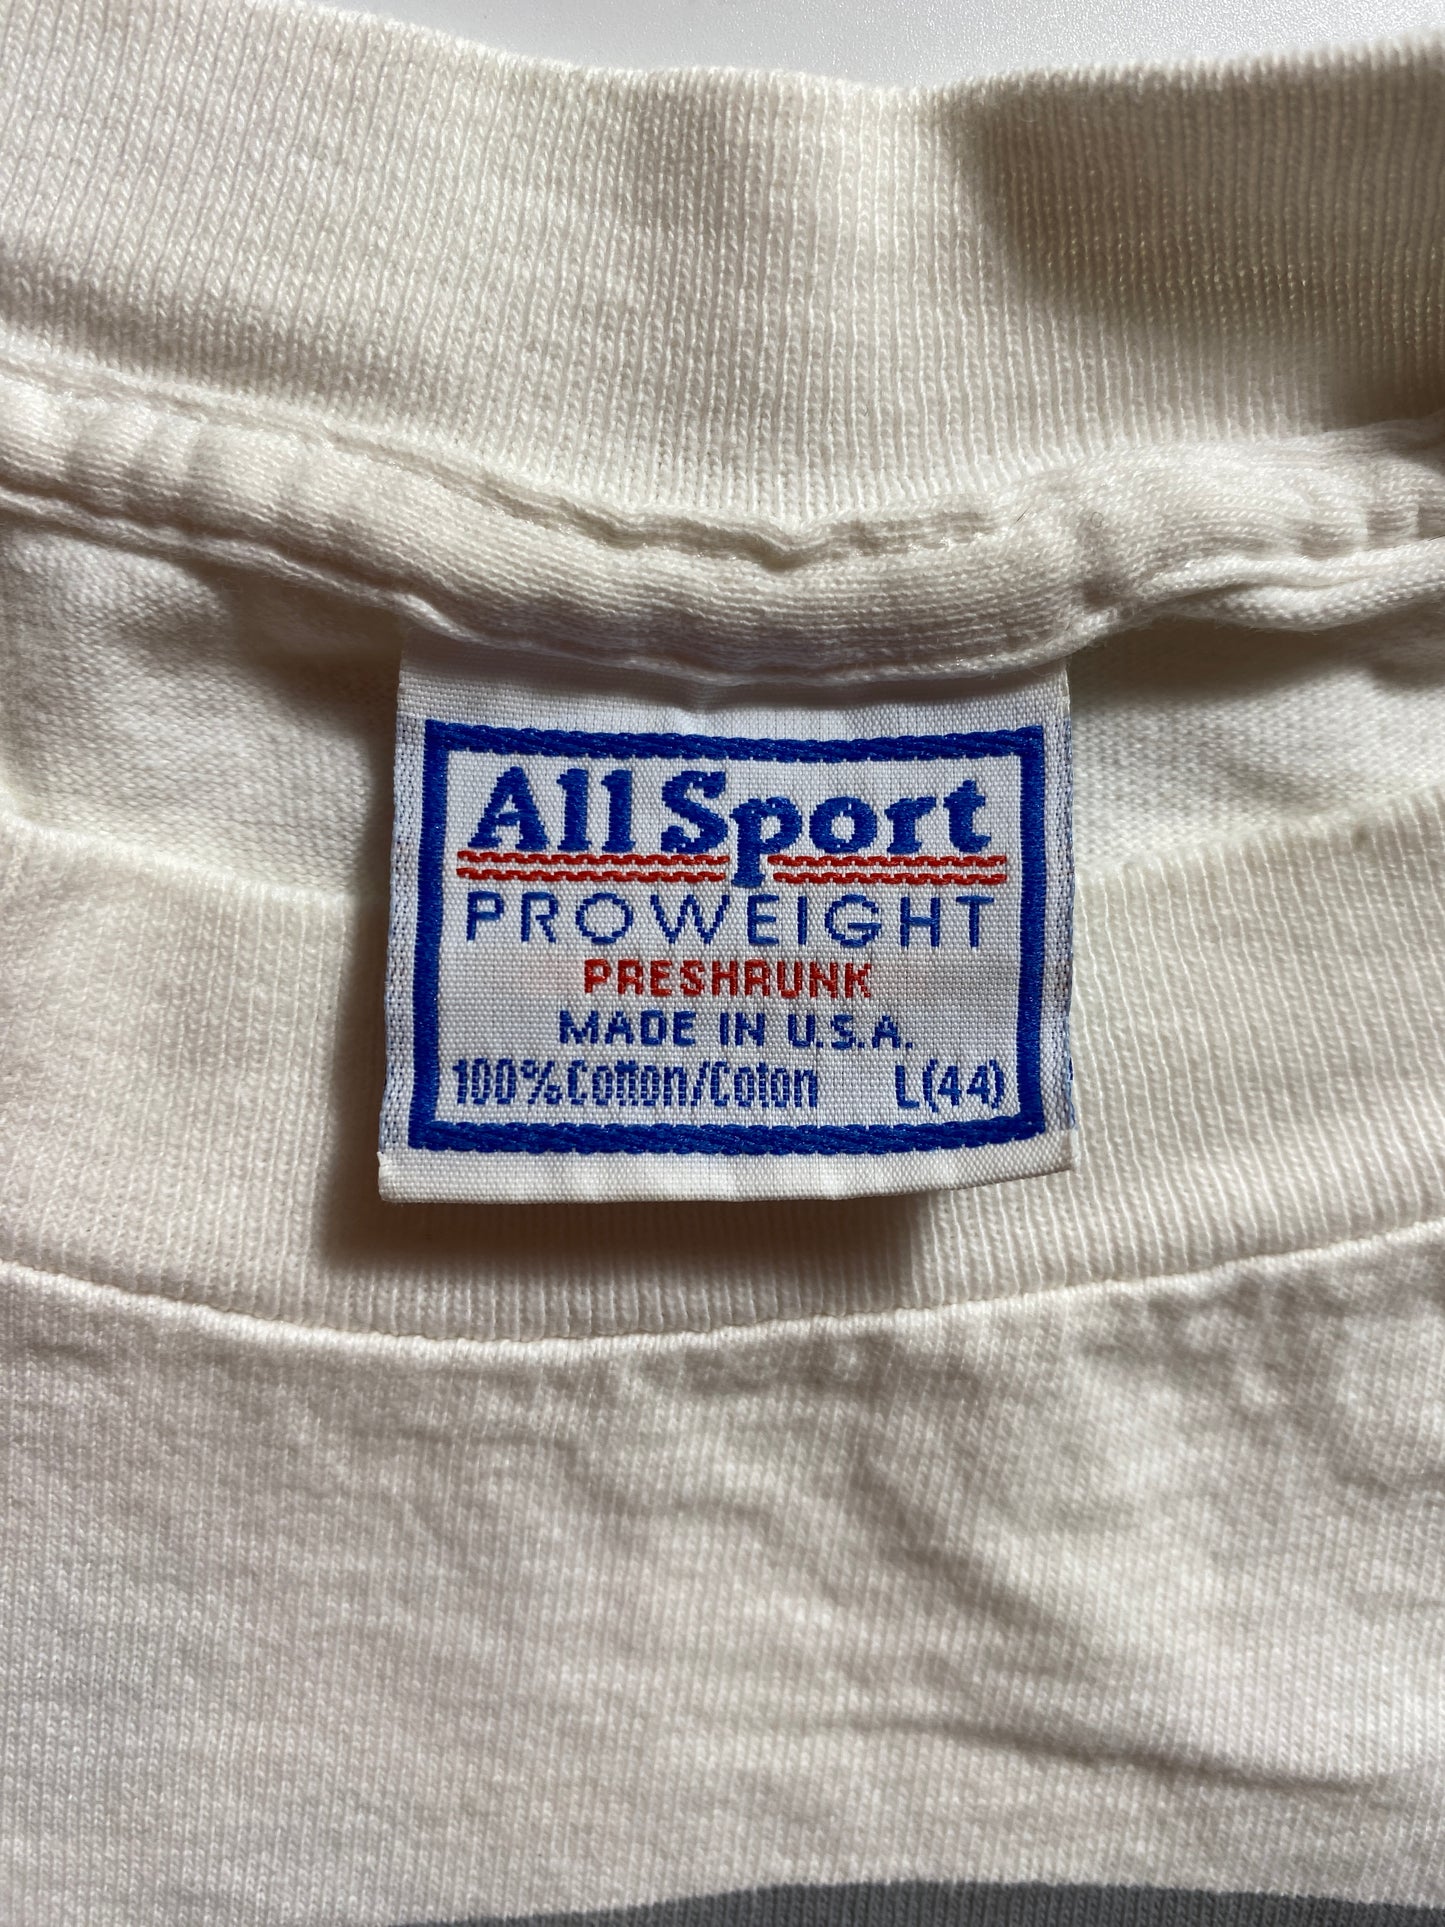 All Sport
PROWEIGHT
PRESHRUNK
MADE IN U.S.A.
100% Cotton/Coton L(44)